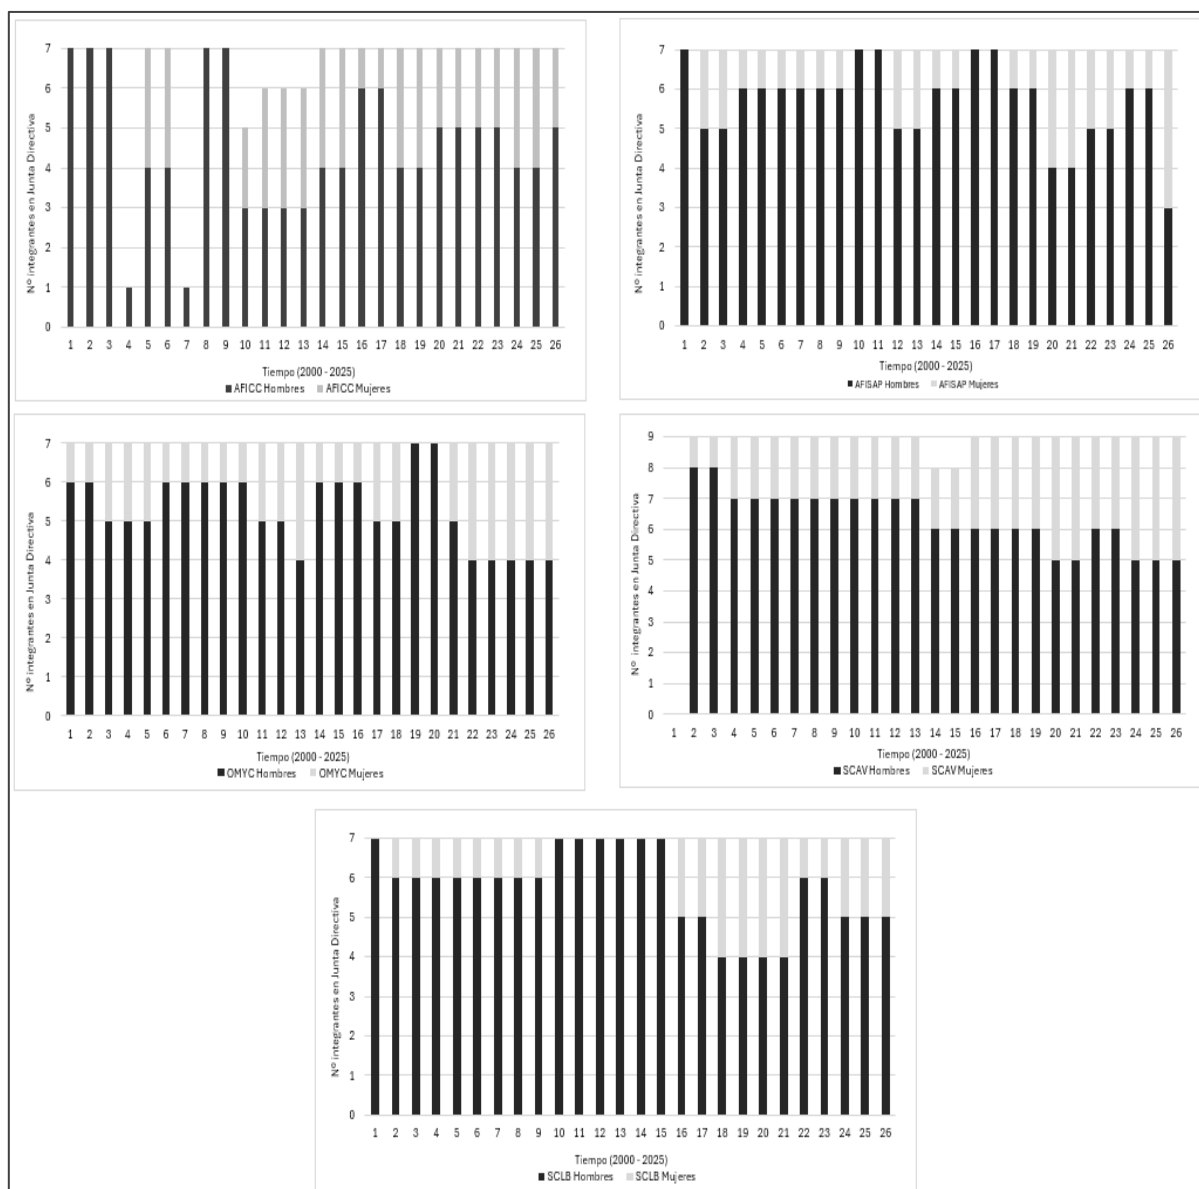 7
6
5
4
3
2
1
0
Nº integrantes en Junta Directiva
1 2 3 4 5 6 7 8 9 10 11 12 13 14 15 16 17 18 19 20 21 22 23 24 25 26
Tiempo (2000 - 2025)
AFICC Hombres AFICC Mujeres
7
6
5
4
3
2
1
0
Nº integrantes en Junta Directiva
1 2 3 4 5 6 7 8 9 10 11 12 13 14 15 16 17 18 19 20 21 22 23 24 25 26
Tiempo (2000 - 2025)
AFISAP Hombres AFISAP Mujeres
7
6
5
4
3
2
1
0
Nº integrantes en Junta Directiva
1 2 3 4 5 6 7 8 9 10 11 12 13 14 15 16 17 18 19 20 21 22 23 24 25 26
Tiempo (2000 - 2025)
OMYC Hombres OMYC Mujeres
9
8
7
6
5
4
3
2
1
0
Nº integrantes en Junta Directiva
1 2 3 4 5 6 7 8 9 10 11 12 13 14 15 16 17 18 19 20 21 22 23 24 25 26
Tiempo (2000 - 2025)
SCAV Hombres SCAV Mujeres
7
6
5
4
3
2
1
0
Nº integrantes en Junta Directiva
1 2 3 4 5 6 7 8 9 10 11 12 13 14 15 16 17 18 19 20 21 22 23 24 25 26
Tiempo (2000 - 2025)
SCLB Hombres SCLB Mujeres